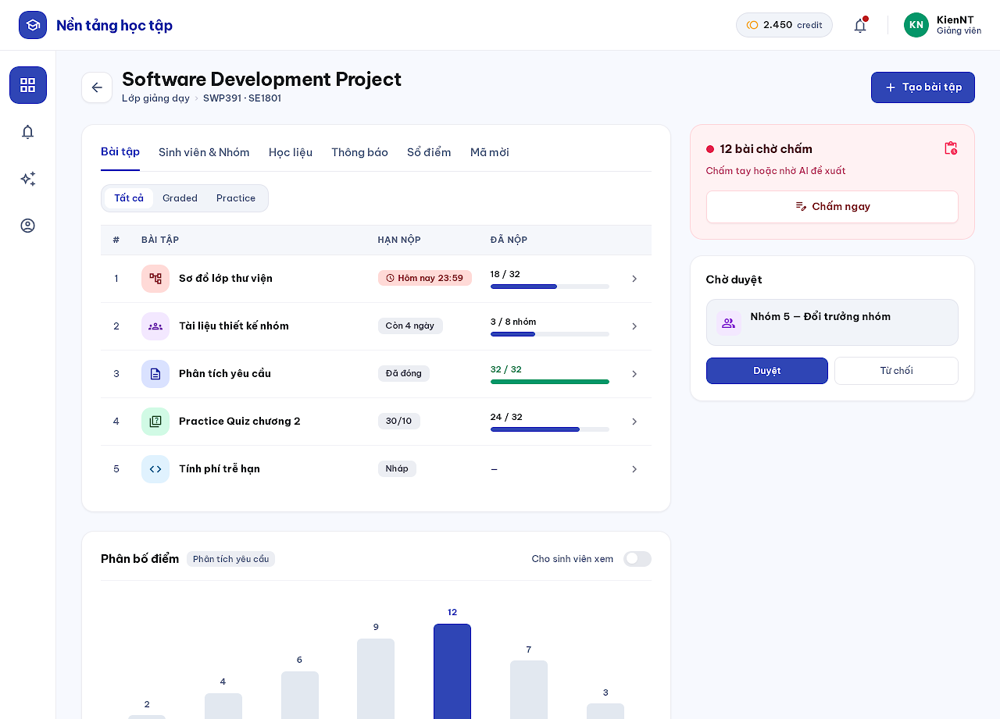 Nền tảng học tập
2.450 credit
KN
KienNT
Giảng viên
Software Development Project
Lớp giảng dạy › SWP391 · SE1801
+ Tạo bài tập
Bài tập
Sinh viên & Nhóm
Học liệu
Thông báo
Sổ điểm
Mã mời
Tất cả
Graded
Practice
# BÀI TẬP HẠN NỘP ĐÃ NỘP
1 Sơ đồ lớp thư viện Hôm nay 23:59 18 / 32
2 Tài liệu thiết kế nhóm Còn 4 ngày 3 / 8 nhóm
3 Phân tích yêu cầu Đã đóng 32 / 32
4 Practice Quiz chương 2 30/10 24 / 32
5 Tính phí trễ hạn Nháp –
12 bài chờ chấm
Chấm tay hoặc nhờ AI đề xuất
Chấm ngay
Chờ duyệt
Nhóm 5 — Đổi trưởng nhóm
Duyệt
Từ chối
Phân bố điểm
Phân tích yêu cầu
Cho sinh viên xem
2
4
6
9
12
7
3